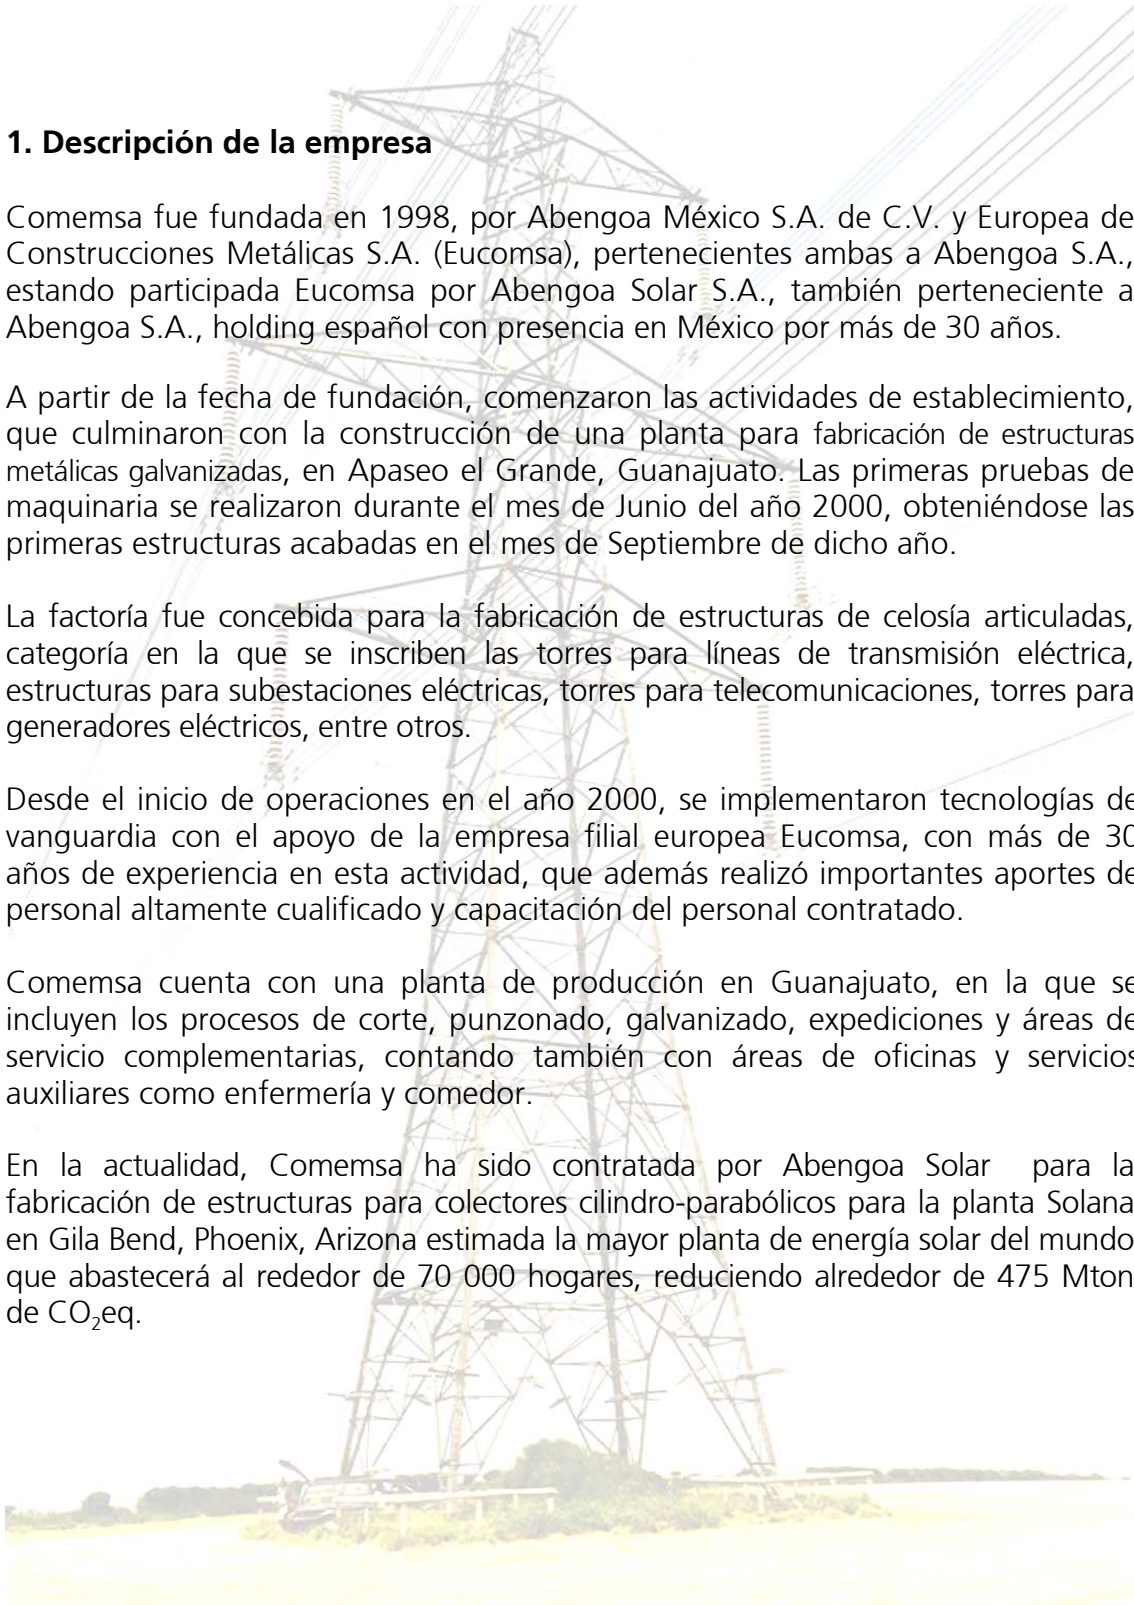 1. Descripción de la empresa
Comemsa fue fundada en 1998, por Abengoa México S.A. de C.V. y Europea de
Construcciones Metálicas S.A. (Eucomsa), pertenecientes ambas a Abengoa S.A.,
estando participada Eucomsa por Abengoa Solar S.A., también perteneciente a
Abengoa S.A., holding español con presencia en México por más de 30 años.
A partir de la fecha de fundación, comenzaron las actividades de establecimiento,
que culminaron con la construcción de una planta para fabricación de estructuras
metálicas galvanizadas, en Apaseo el Grande, Guanajuato. Las primeras pruebas de
maquinaria se realizaron durante el mes de Junio del año 2000, obteniéndose las
primeras estructuras acabadas en el mes de Septiembre de dicho año.
La factoría fue concebida para la fabricación de estructuras de celosía articuladas,
categoría en la que se inscriben las torres para líneas de transmisión eléctrica,
estructuras para subestaciones eléctricas, torres para telecomunicaciones, torres para
generadores eléctricos, entre otros.
Desde el inicio de operaciones en el año 2000, se implementaron tecnologías de
vanguardia con el apoyo de la empresa filial europea Eucomsa, con más de 30
años de experiencia en esta actividad, que además realizó importantes aportes de
personal altamente cualificado y capacitación del personal contratado.
Comemsa cuenta con una planta de producción en Guanajuato, en la que se
incluyen los procesos de corte, punzonado, galvanizado, expediciones y áreas de
servicio complementarias, contando también con áreas de oficinas y servicios
auxiliares como enfermería y comedor.
En la actualidad, Comemsa ha sido contratada por Abengoa Solar para la
fabricación de estructuras para colectores cilindro-parabólicos para la planta Solana
en Gila Bend, Phoenix, Arizona estimada la mayor planta de energía solar del mundo
que abastecerá al rededor de 70 000 hogares, reduciendo alrededor de 475 Mton
de CO₂eq.